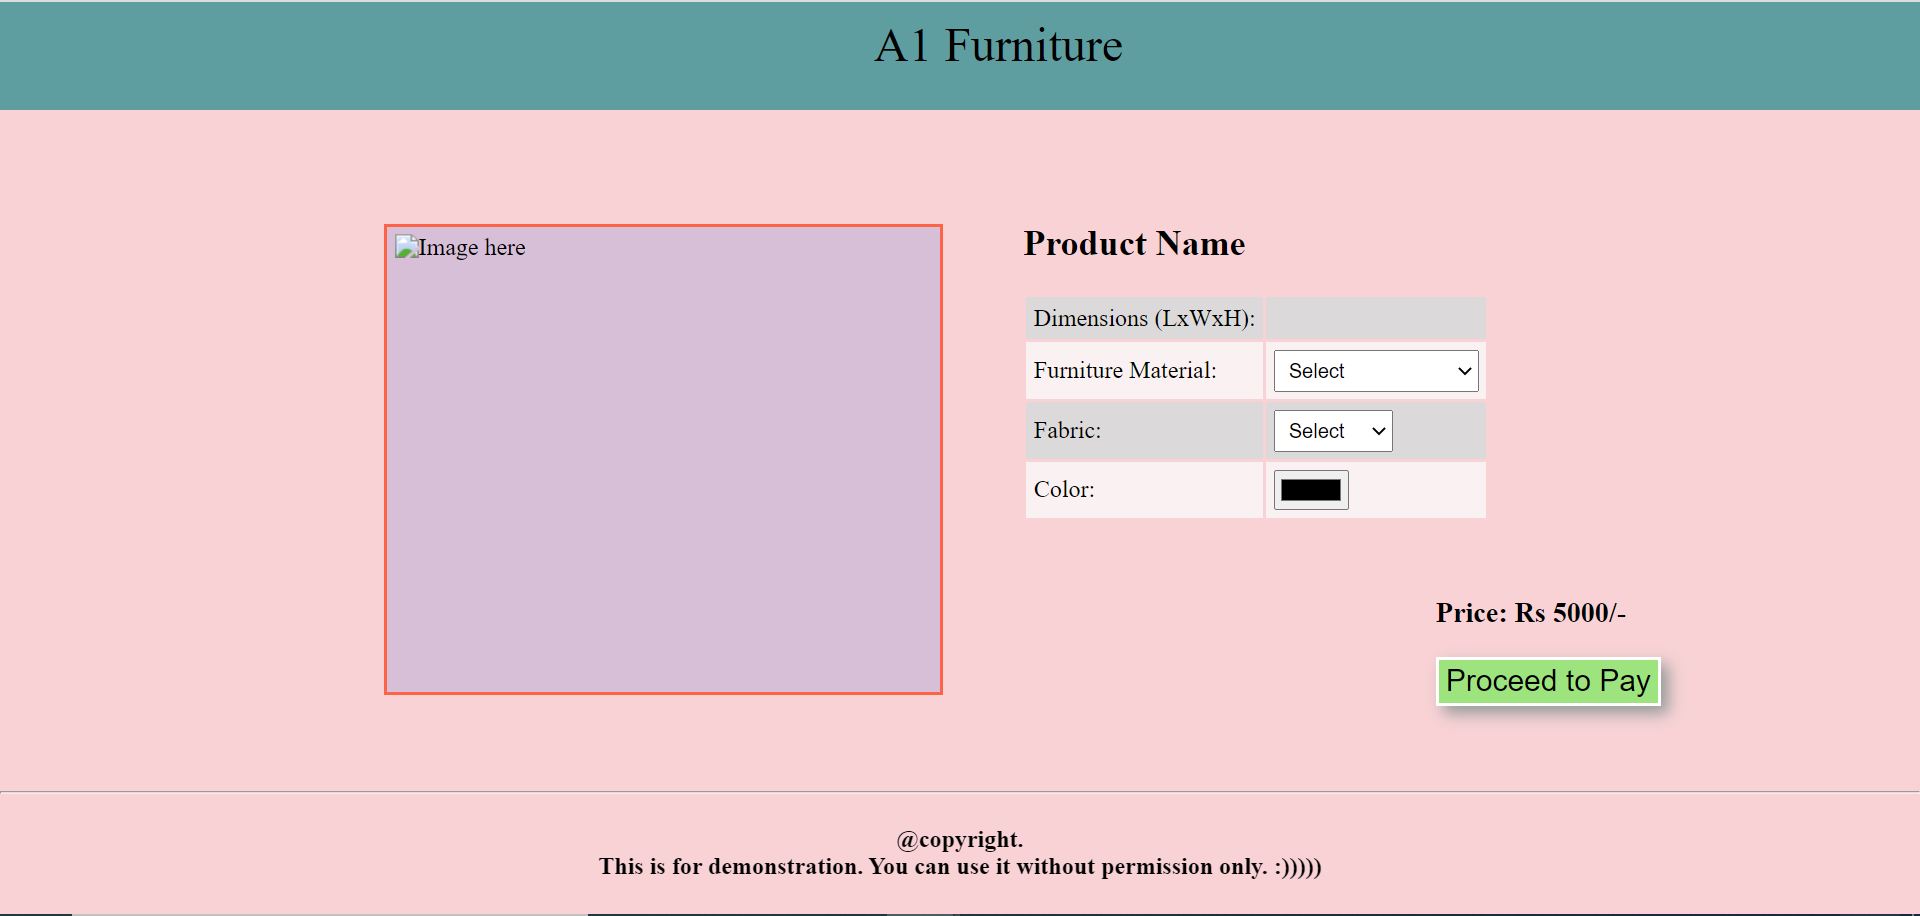 A1 Furniture
Image here
Product Name
Dimensions (LxWxH):
Furniture Material: Select
Fabric: Select
Color:
Price: Rs 5000/-
Proceed to Pay
@copyright.
This is for demonstration. You can use it without permission only. :)))))